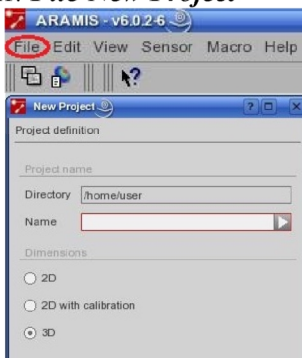 ARAMIS - v6.0.2-6
File Edit View Sensor Macro Help
New Project
Project definition
Project name
Directory /home/user
Name
Dimensions
2D
2D with calibration
3D